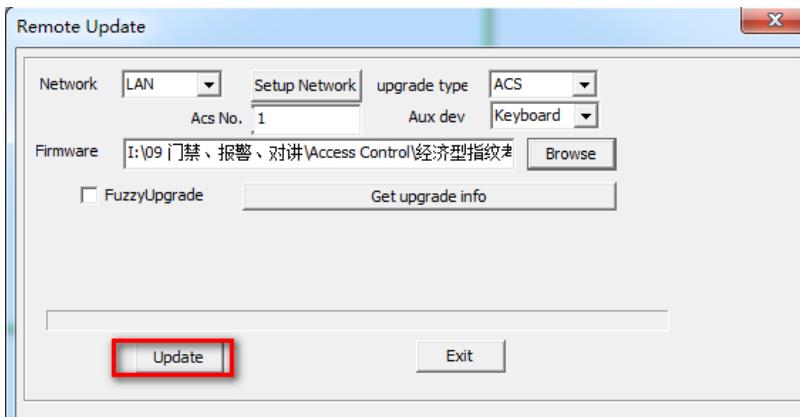 Remote Update
Network LAN Setup Network upgrade type ACS
Acs No. 1 Aux dev Keyboard
Firmware I:\09 门禁、报警、对讲\Access Control\经济型指纹考 Browse
FuzzyUpgrade Get upgrade info
Update Exit